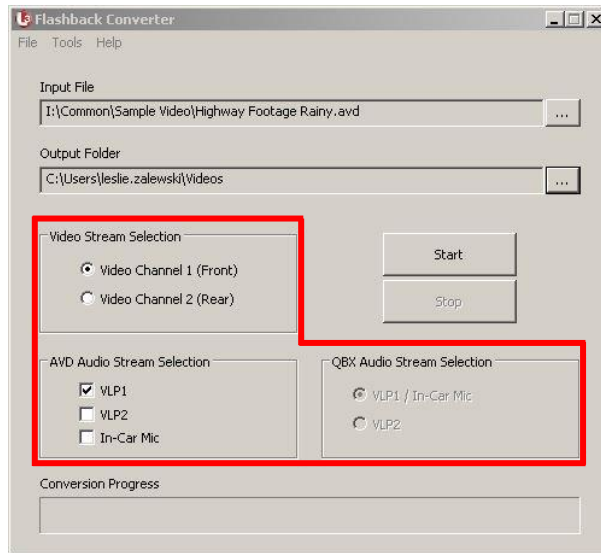 Flashback Converter
File Tools Help
Input File
I:\Common\Sample Video\Highway Footage Rainy.avd
...
Output Folder
C:\Users\leslie.zalewski\Videos
...
Video Stream Selection
Video Channel 1 (Front)
Video Channel 2 (Rear)
Start
Stop
AVD Audio Stream Selection
VLP1
VLP2
In-Car Mic
QBX Audio Stream Selection
VLP1 / In-Car Mic
VLP2
Conversion Progress